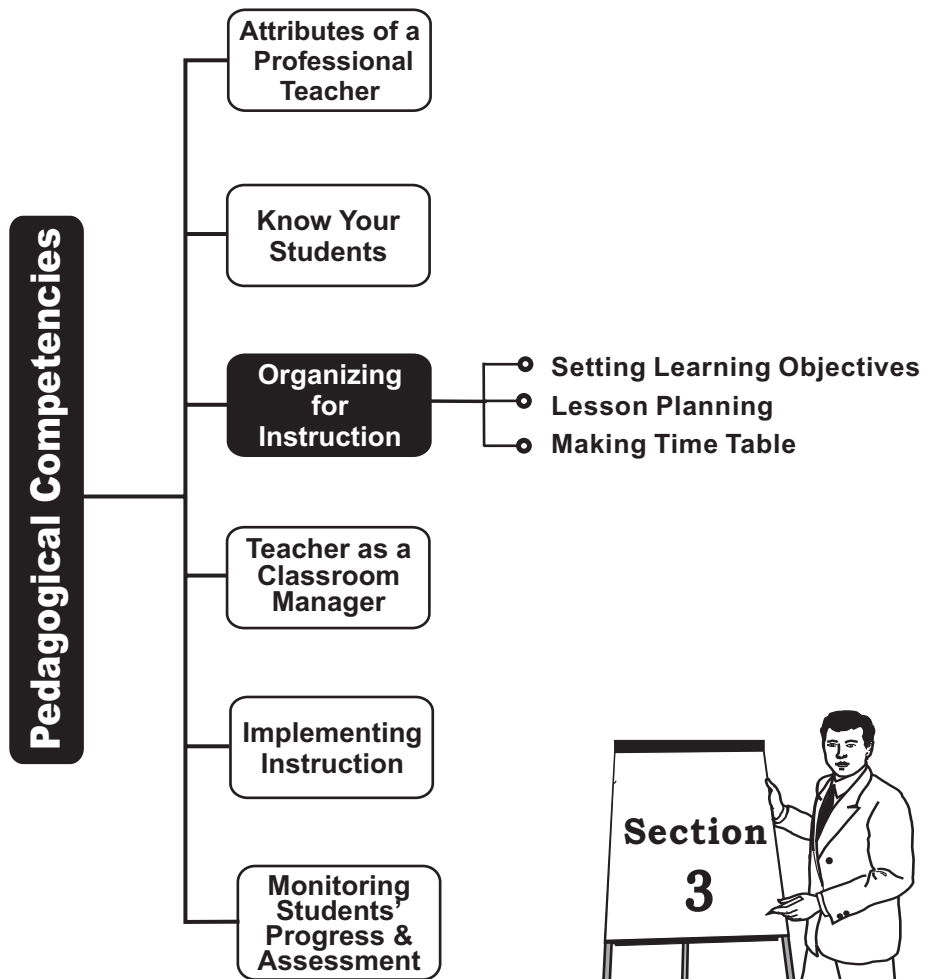 Pedagogical Competencies
Attributes of a
Professional
Teacher
Know Your
Students
Organizing
for
Instruction
Setting Learning Objectives
Lesson Planning
Making Time Table
Teacher as a
Classroom
Manager
Implementing
Instruction
Monitoring
Students’
Progress &
Assessment
Section
3